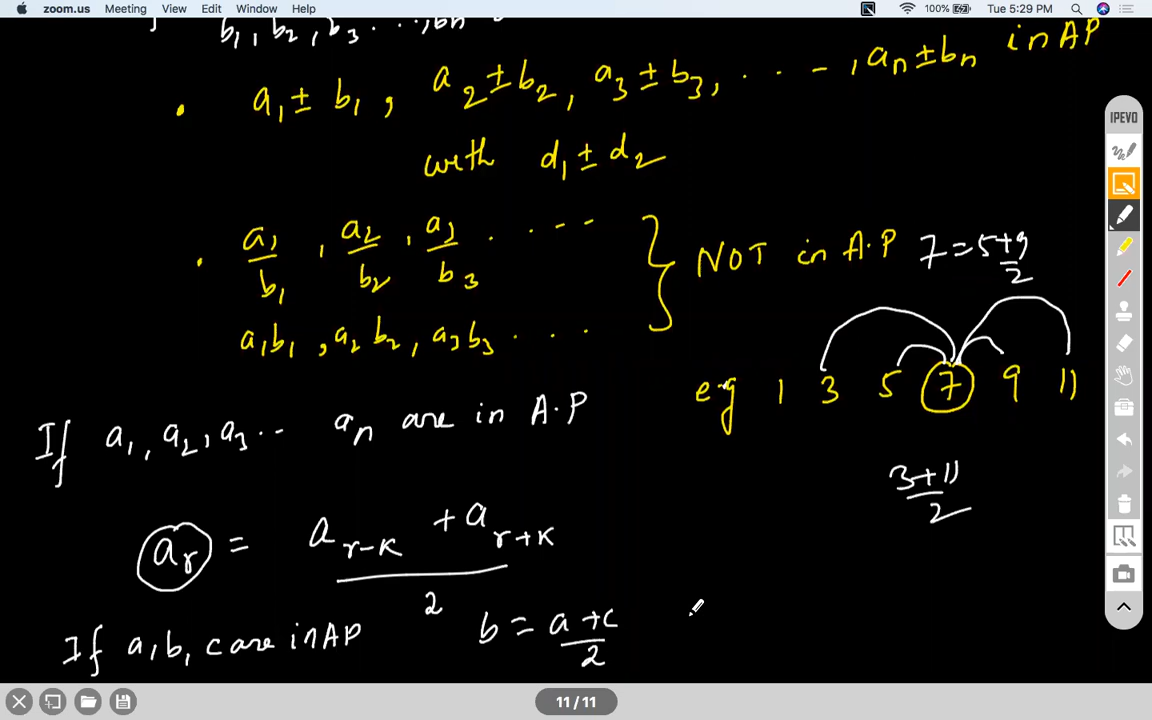 zoom.us Meeting View Edit Window Help 100% Tue 5:29 PM
b₁, b₂, b₃ ..., bn
. a₁ ± b₁, a₂ ± b₂, a₃ ± b₃, ... - , an ± bn in AP
with d₁ ± d₂
. a₁/b₁, a₂/b₂, a₃/b₃ . . . - -
a₁b₁, a₂b₂, a₃b₃ . . .
} NOT in A.P
7 = 5+9/2
eg 1 3 5 7 9 11
3+11/2
If a₁, a₂, a₃ ... an are in A.P
ar = ar-k + ar+k / 2
If a, b, c are in AP b = a+c/2
IPEVO
11/11